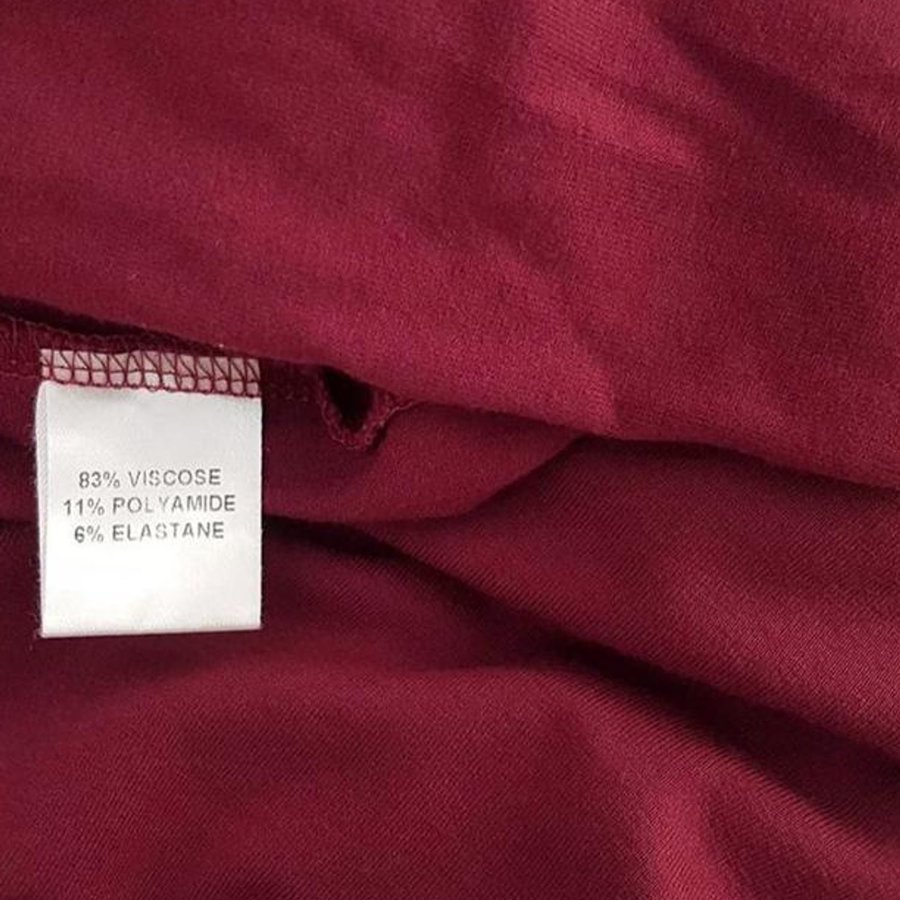 83% VISCOSE
11% POLYAMIDE
6% ELASTANE